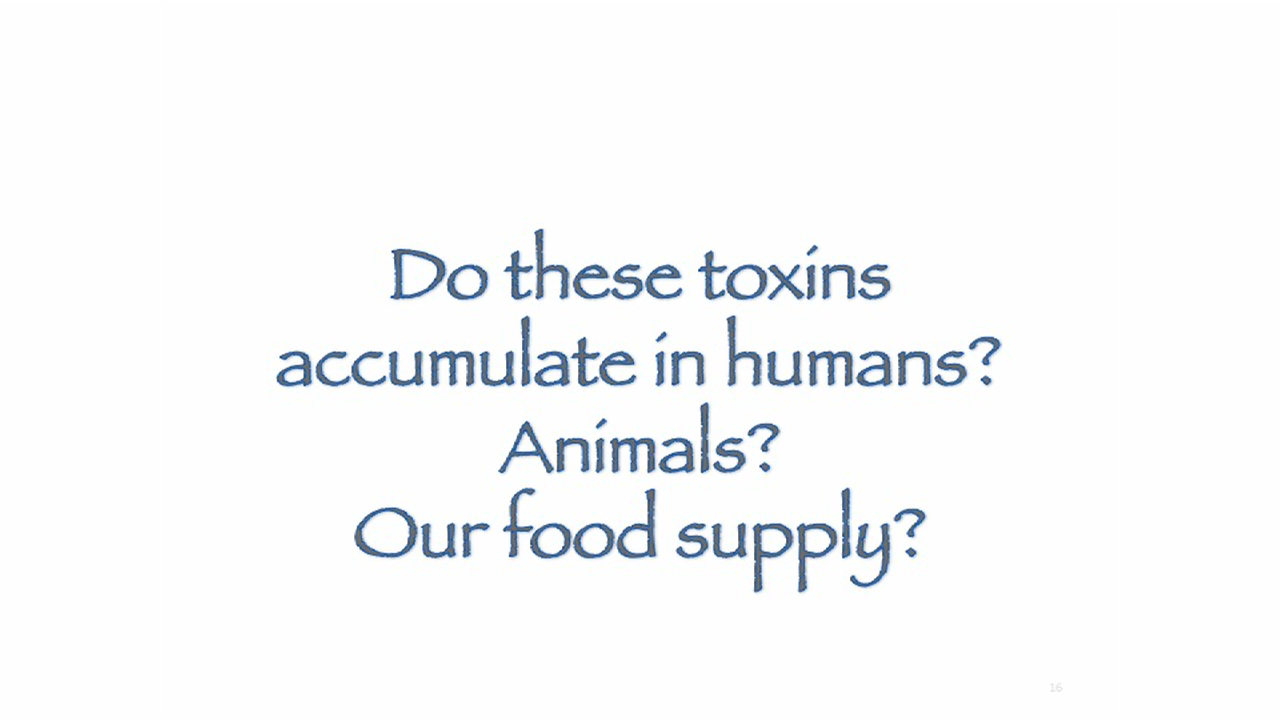 Do these toxins
accumulate in humans?
Animals?
Our food supply?
16